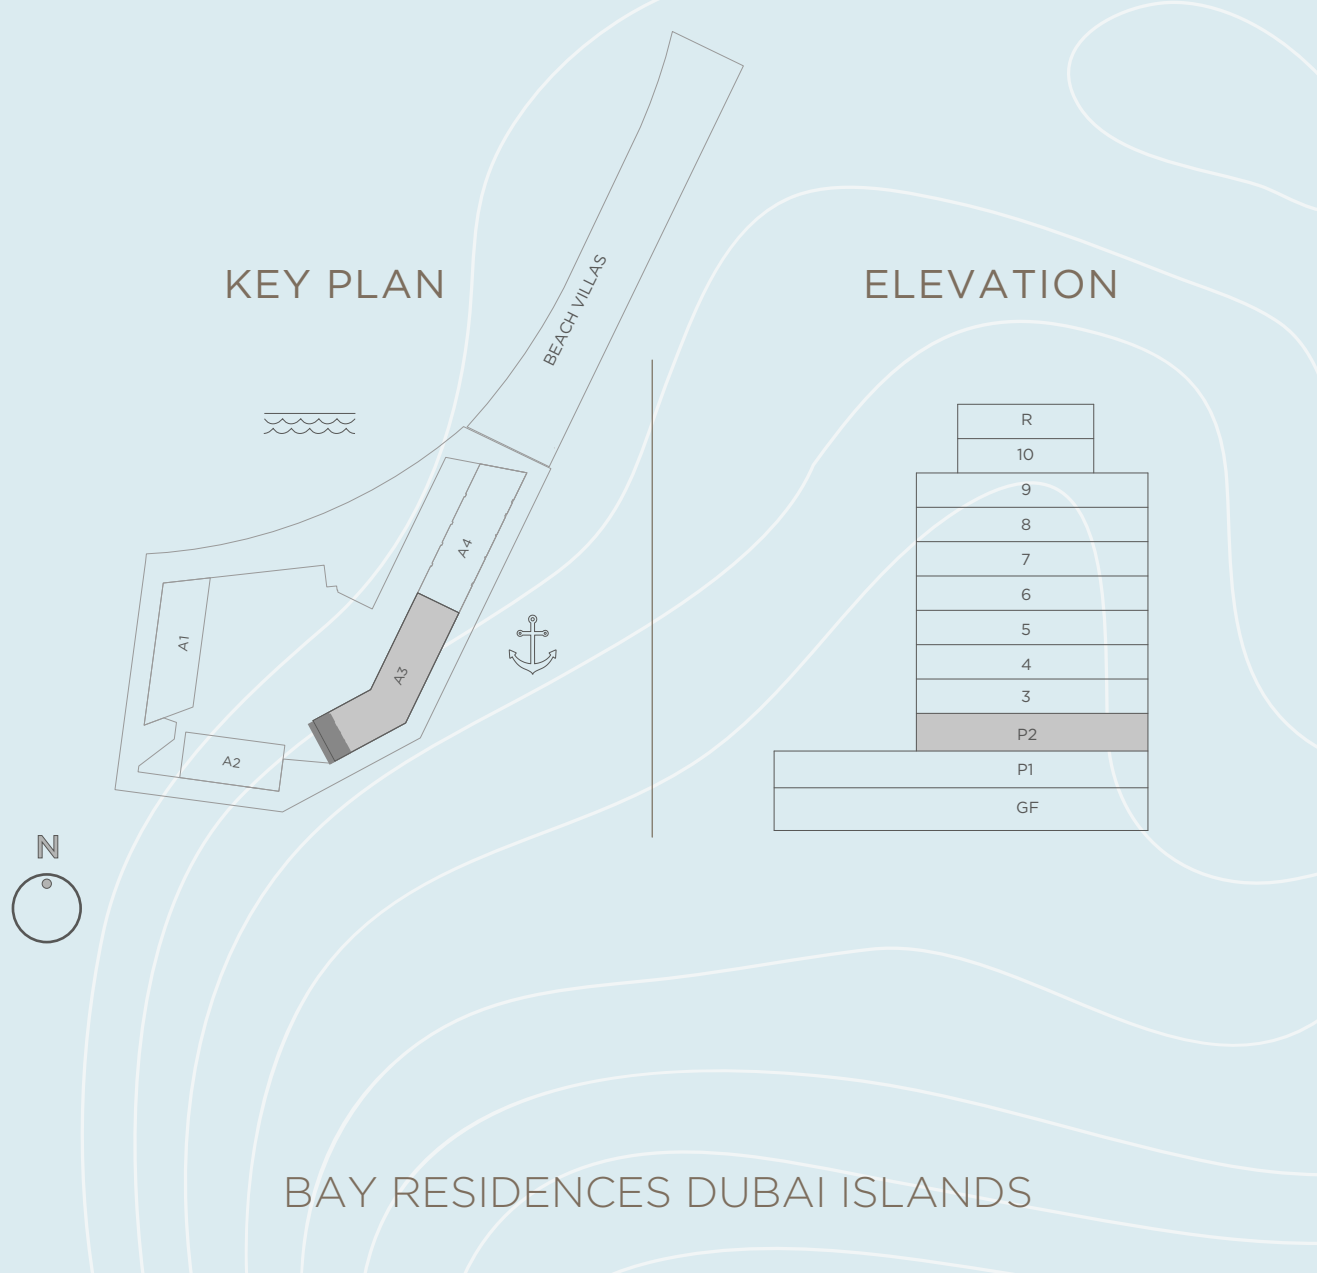 KEY PLAN
ELEVATION
BEACH VILLAS
A4
A1
A3
A2
N
R
10
9
8
7
6
5
4
3
P2
P1
GF
BAY RESIDENCES DUBAI ISLANDS